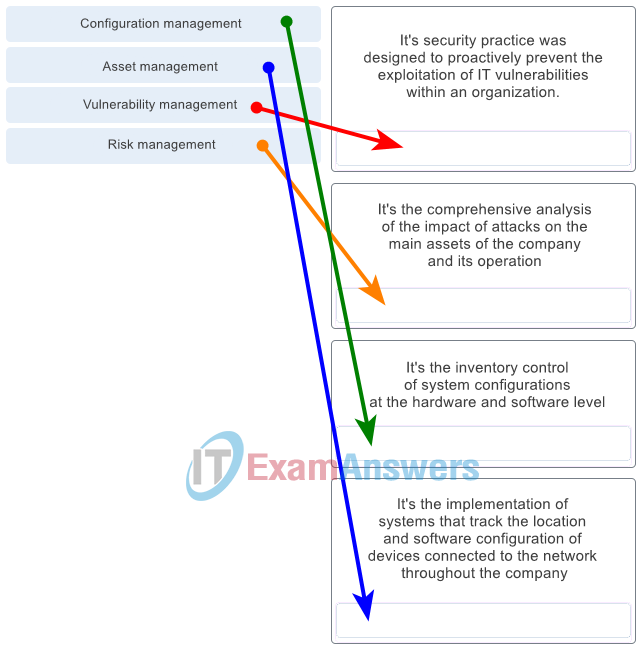 Configuration management
Asset management
Vulnerability management
Risk management
It's security practice was
designed to proactively prevent the
exploitation of IT vulnerabilities
within an organization.
It's the comprehensive analysis
of the impact of attacks on the
main assets of the company
and its operation
It's the inventory control
of system configurations
at the hardware and software level
IT ExamAnswers
It's the implementation of
systems that track the location
and software configuration of
devices connected to the network
throughout the company